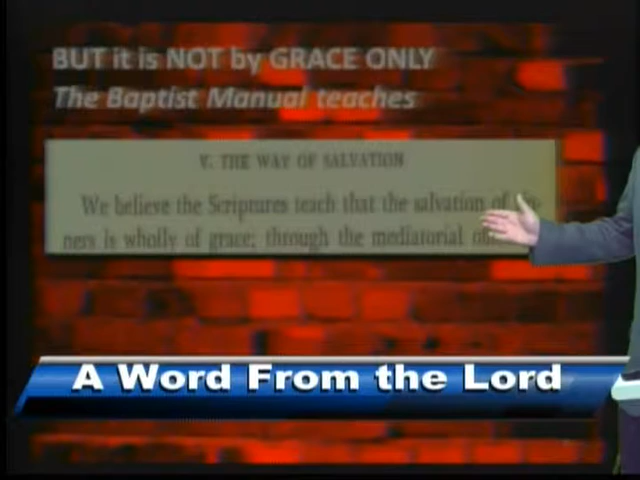 BUT it is NOT by GRACE ONLY
The Baptist Manual teaches
V. THE WAY OF SALVATION
We believe the Scriptures teach that the salvation of
ners is wholly of grace; through the mediatorial
A Word From the Lord